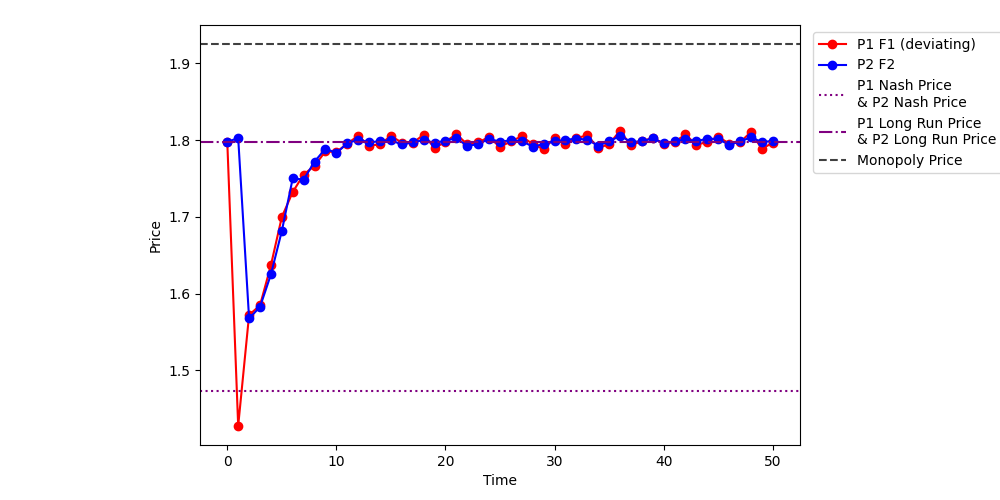 1.9
1.8
1.7
1.6
1.5
Price
0
10
20
30
40
50
Time
P1 F1 (deviating)
P2 F2
P1 Nash Price
& P2 Nash Price
P1 Long Run Price
& P2 Long Run Price
Monopoly Price